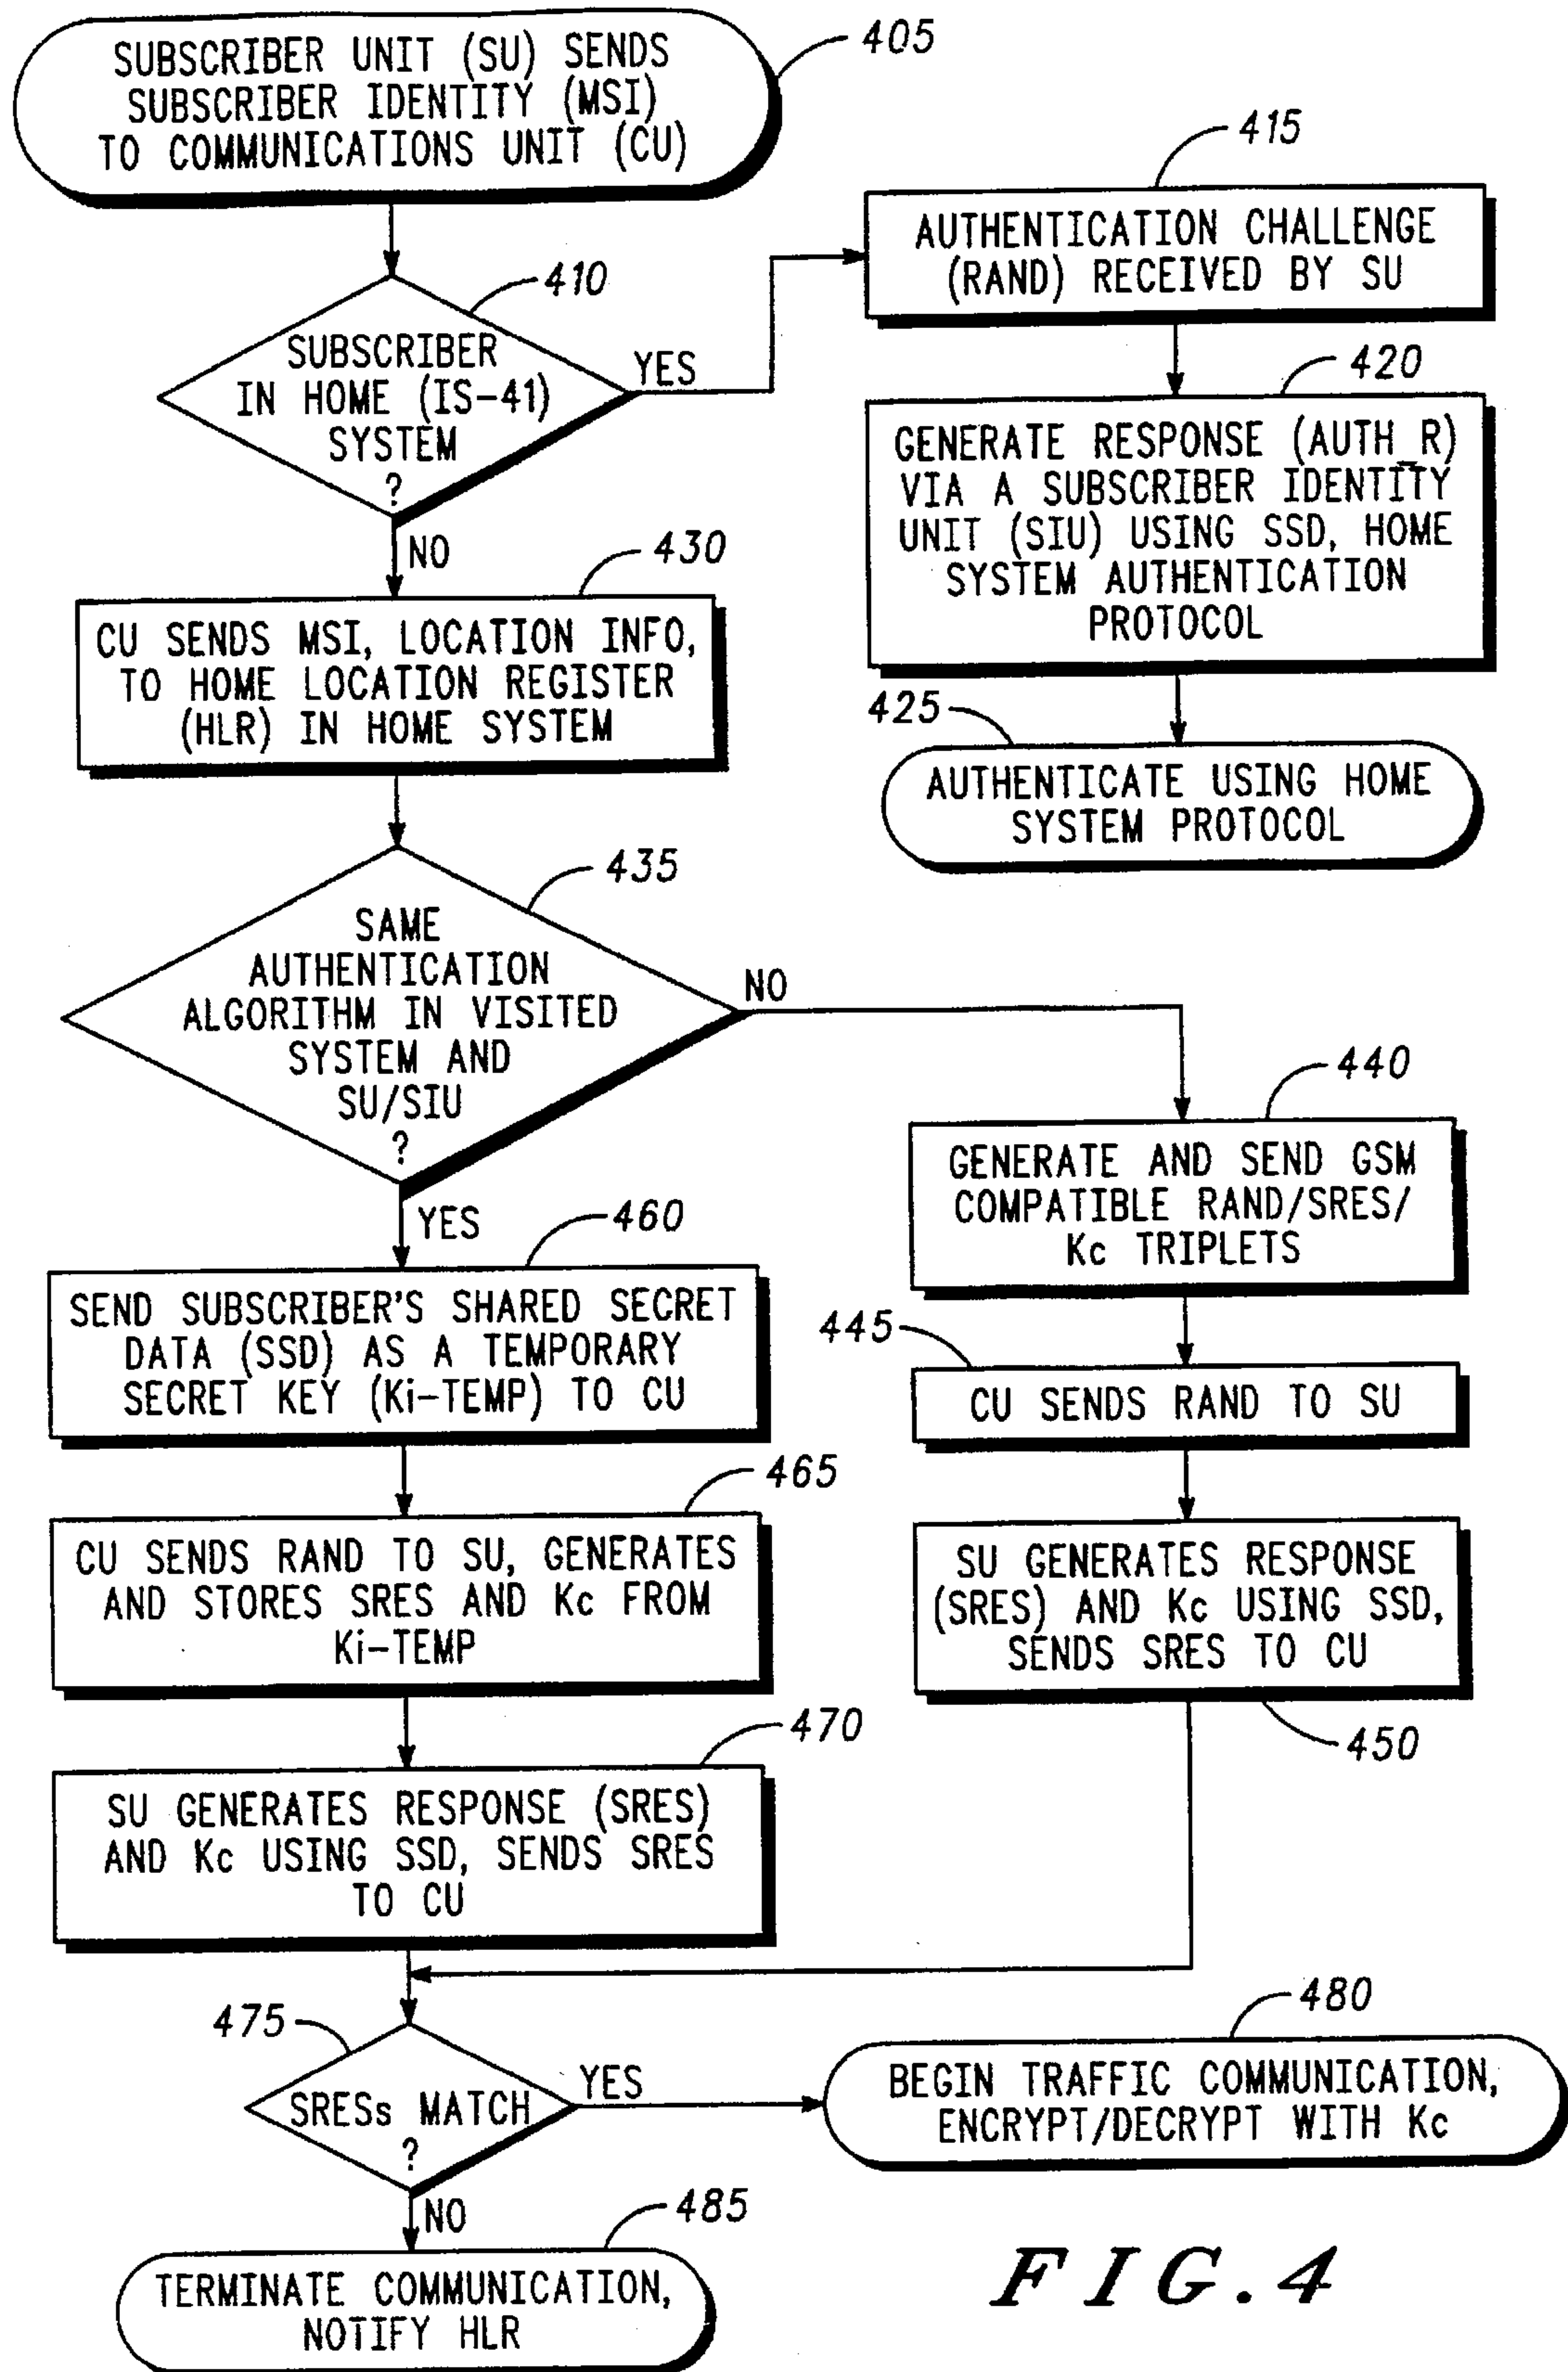 SUBSCRIBER UNIT (SU) SENDS
SUBSCRIBER IDENTITY (MSI)
TO COMMUNICATIONS UNIT (CU)
405
410
SUBSCRIBER
IN HOME (IS-41)
SYSTEM
?
YES
NO
415
AUTHENTICATION CHALLENGE
(RAND) RECEIVED BY SU
420
GENERATE RESPONSE (AUTH_R)
VIA A SUBSCRIBER IDENTITY
UNIT (SIU) USING SSD, HOME
SYSTEM AUTHENTICATION
PROTOCOL
425
AUTHENTICATE USING HOME
SYSTEM PROTOCOL
430
CU SENDS MSI, LOCATION INFO,
TO HOME LOCATION REGISTER
(HLR) IN HOME SYSTEM
435
SAME
AUTHENTICATION
ALGORITHM IN VISITED
SYSTEM AND
SU/SIU
?
NO
YES
440
GENERATE AND SEND GSM
COMPATIBLE RAND/SRES/
Kc TRIPLETS
445
CU SENDS RAND TO SU
SU GENERATES RESPONSE
(SRES) AND Kc USING SSD,
SENDS SRES TO CU
450
460
SEND SUBSCRIBER'S SHARED SECRET
DATA (SSD) AS A TEMPORARY
SECRET KEY (Ki-TEMP) TO CU
465
CU SENDS RAND TO SU, GENERATES
AND STORES SRES AND Kc FROM
Ki-TEMP
470
SU GENERATES RESPONSE (SRES)
AND Kc USING SSD, SENDS SRES
TO CU
475
SRESs MATCH
?
YES
NO
480
BEGIN TRAFFIC COMMUNICATION,
ENCRYPT/DECRYPT WITH Kc
485
TERMINATE COMMUNICATION,
NOTIFY HLR
FIG.4